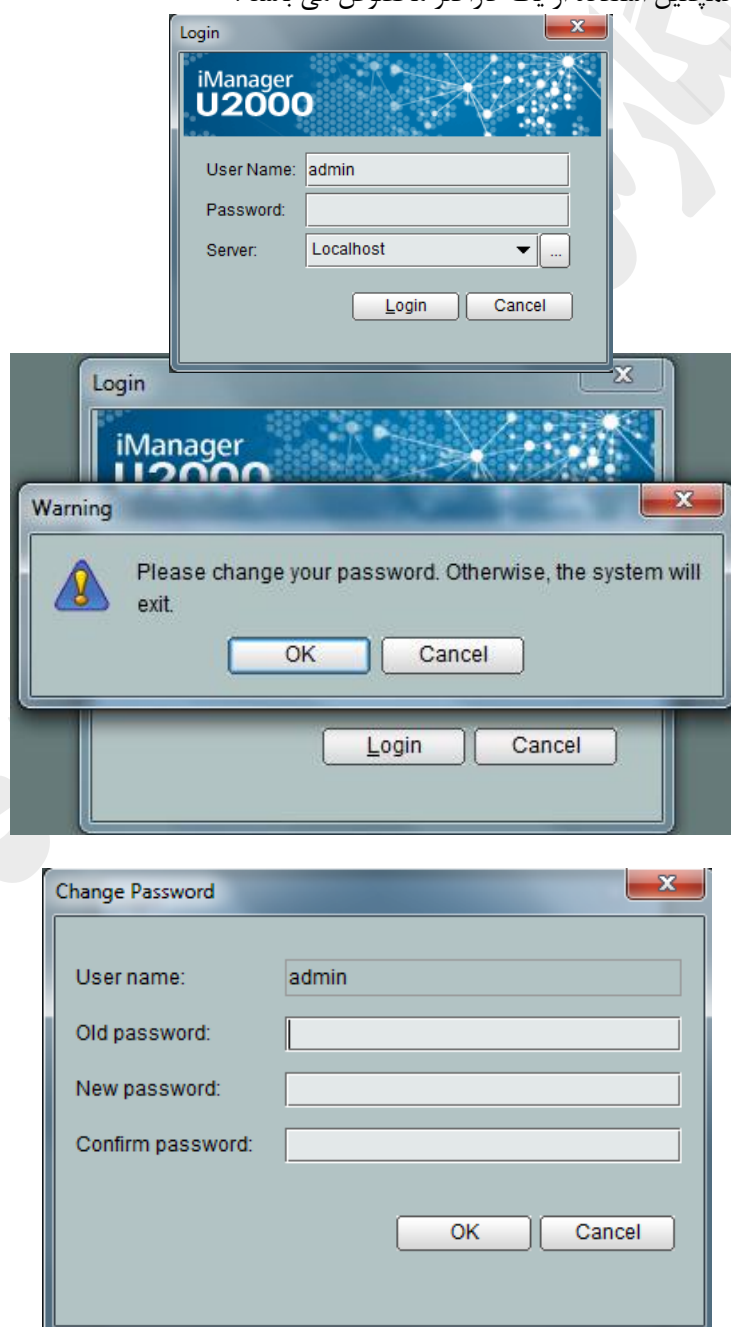 Login
iManager
U2000
User Name: admin
Password:
Server: Localhost ...
Login Cancel
Login
iManager
U2000
Warning
Please change your password. Otherwise, the system will
exit.
OK Cancel
Login Cancel
Change Password
User name: admin
Old password:
New password:
Confirm password:
OK Cancel